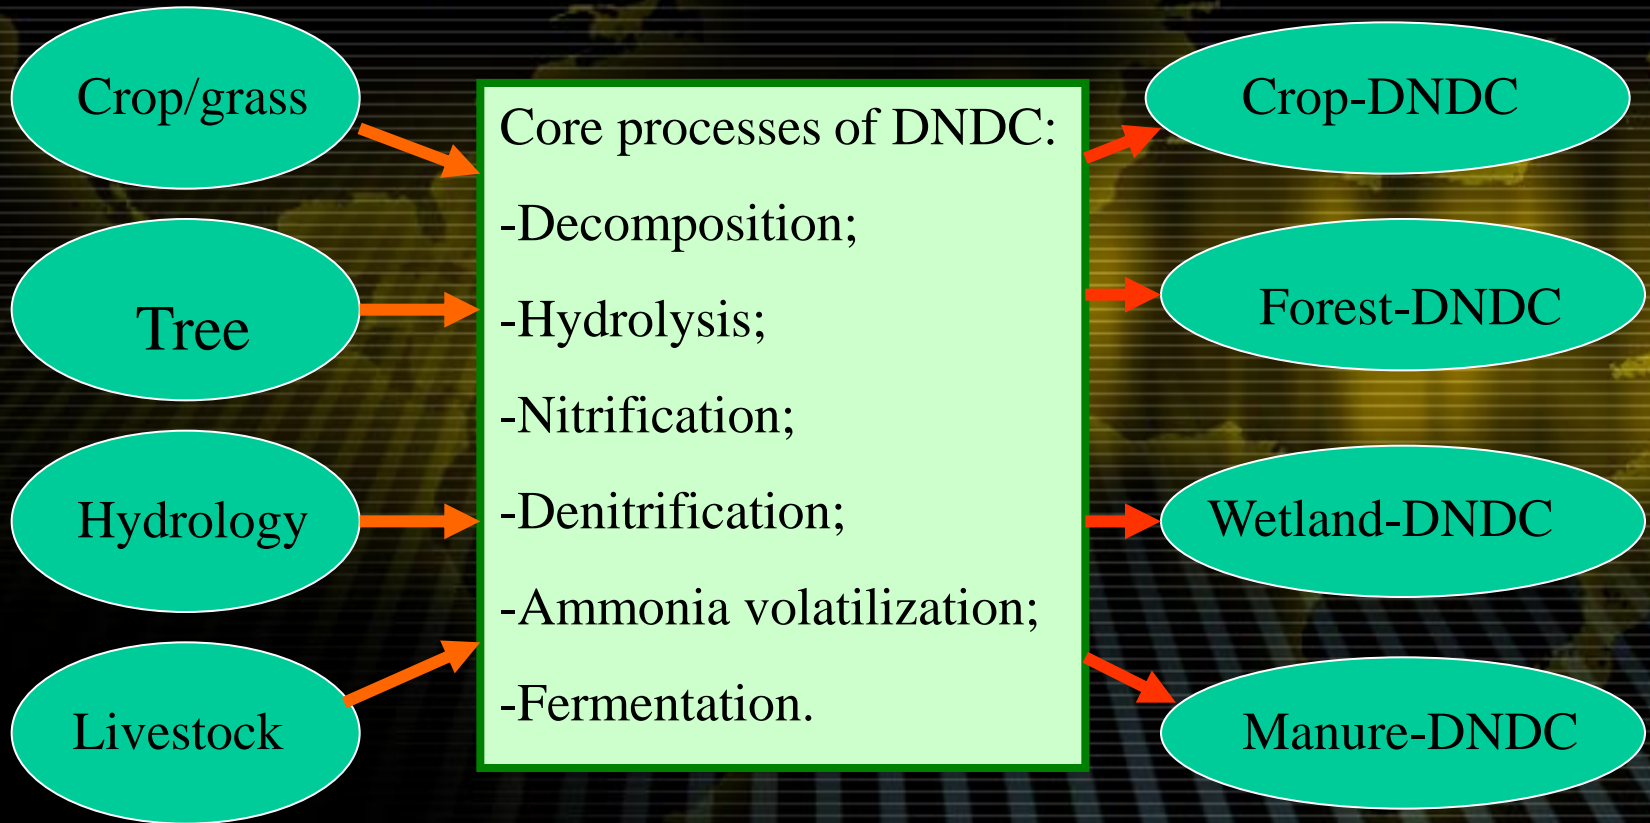 Crop/grass
Tree
Hydrology
Livestock
Core processes of DNDC:
-Decomposition;
-Hydrolysis;
-Nitrification;
-Denitrification;
-Ammonia volatilization;
-Fermentation.
Crop-DNDC
Forest-DNDC
Wetland-DNDC
Manure-DNDC